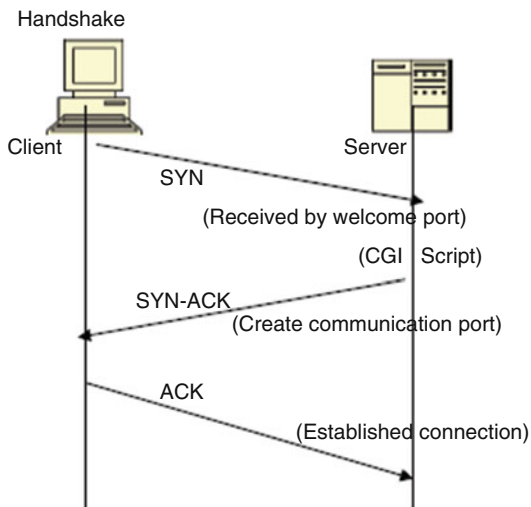 Handshake
Client
Server
SYN
(Received by welcome port)
(CGI Script)
SYN-ACK
(Create communication port)
ACK
(Established connection)